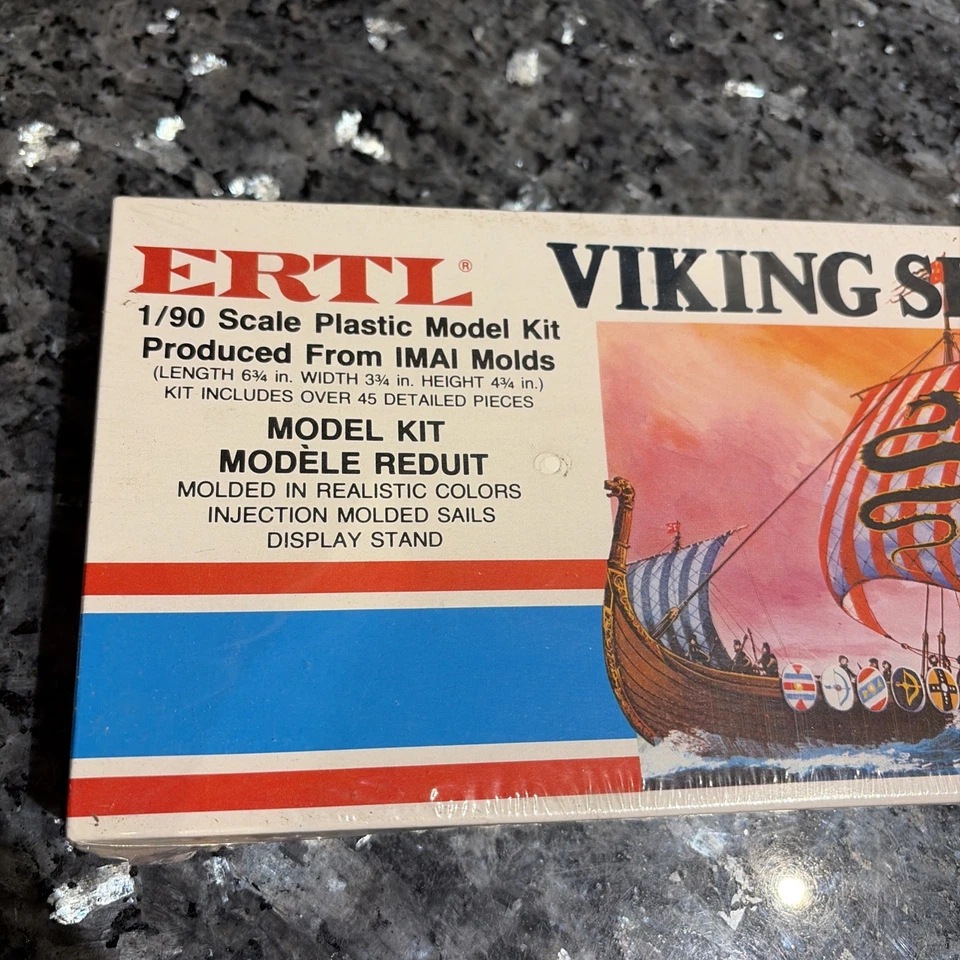 ERTL®
VIKING
1/90 Scale Plastic Model Kit
Produced From IMAI Molds
(LENGTH 6¾ in. WIDTH 3¾ in. HEIGHT 4¾ in.)
KIT INCLUDES OVER 45 DETAILED PIECES
MODEL KIT
MODÈLE REDUIT
MOLDED IN REALISTIC COLORS
INJECTION MOLDED SAILS
DISPLAY STAND